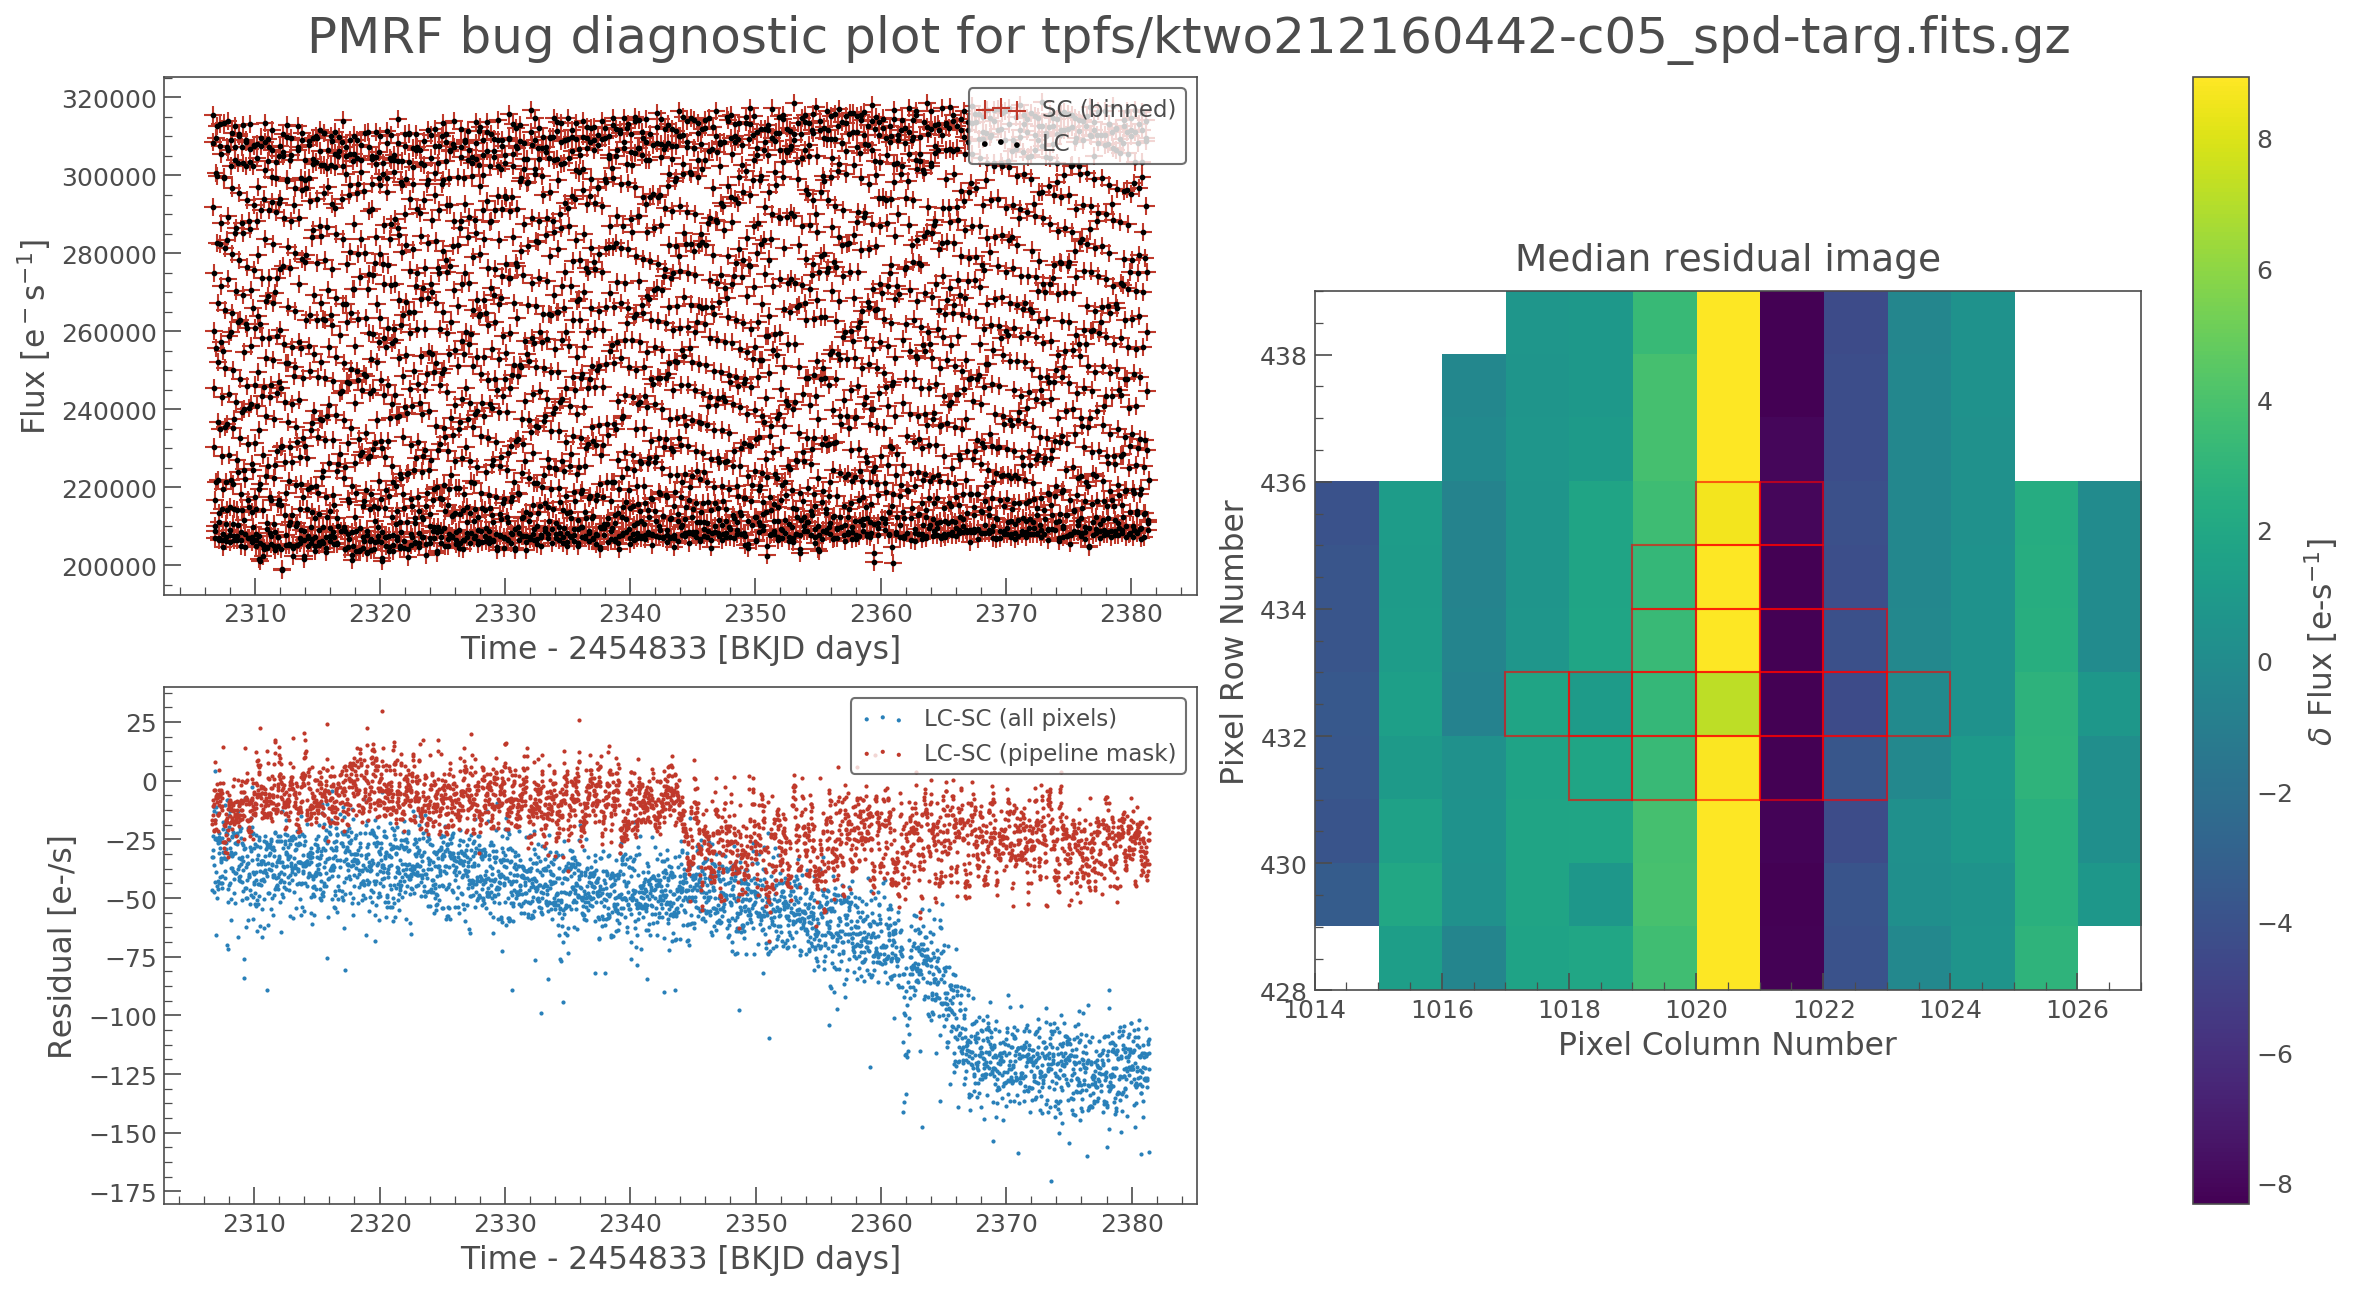 PMRF bug diagnostic plot for tpfs/ktwo212160442-c05_spd-targ.fits.gz
Flux [e⁻s⁻¹]
320000
300000
280000
260000
240000
220000
200000
SC (binned)
LC
2310 2320 2330 2340 2350 2360 2370 2380
Time - 2454833 [BKJD days]
Residual [e-/s]
25
0
−25
−50
−75
−100
−125
−150
−175
LC-SC (all pixels)
LC-SC (pipeline mask)
2310 2320 2330 2340 2350 2360 2370 2380
Time - 2454833 [BKJD days]
Median residual image
Pixel Row Number
438
436
434
432
430
428
1014 1016 1018 1020 1022 1024 1026
Pixel Column Number
8
6
4
2
0
−2
−4
−6
−8
δ Flux [e-s⁻¹]